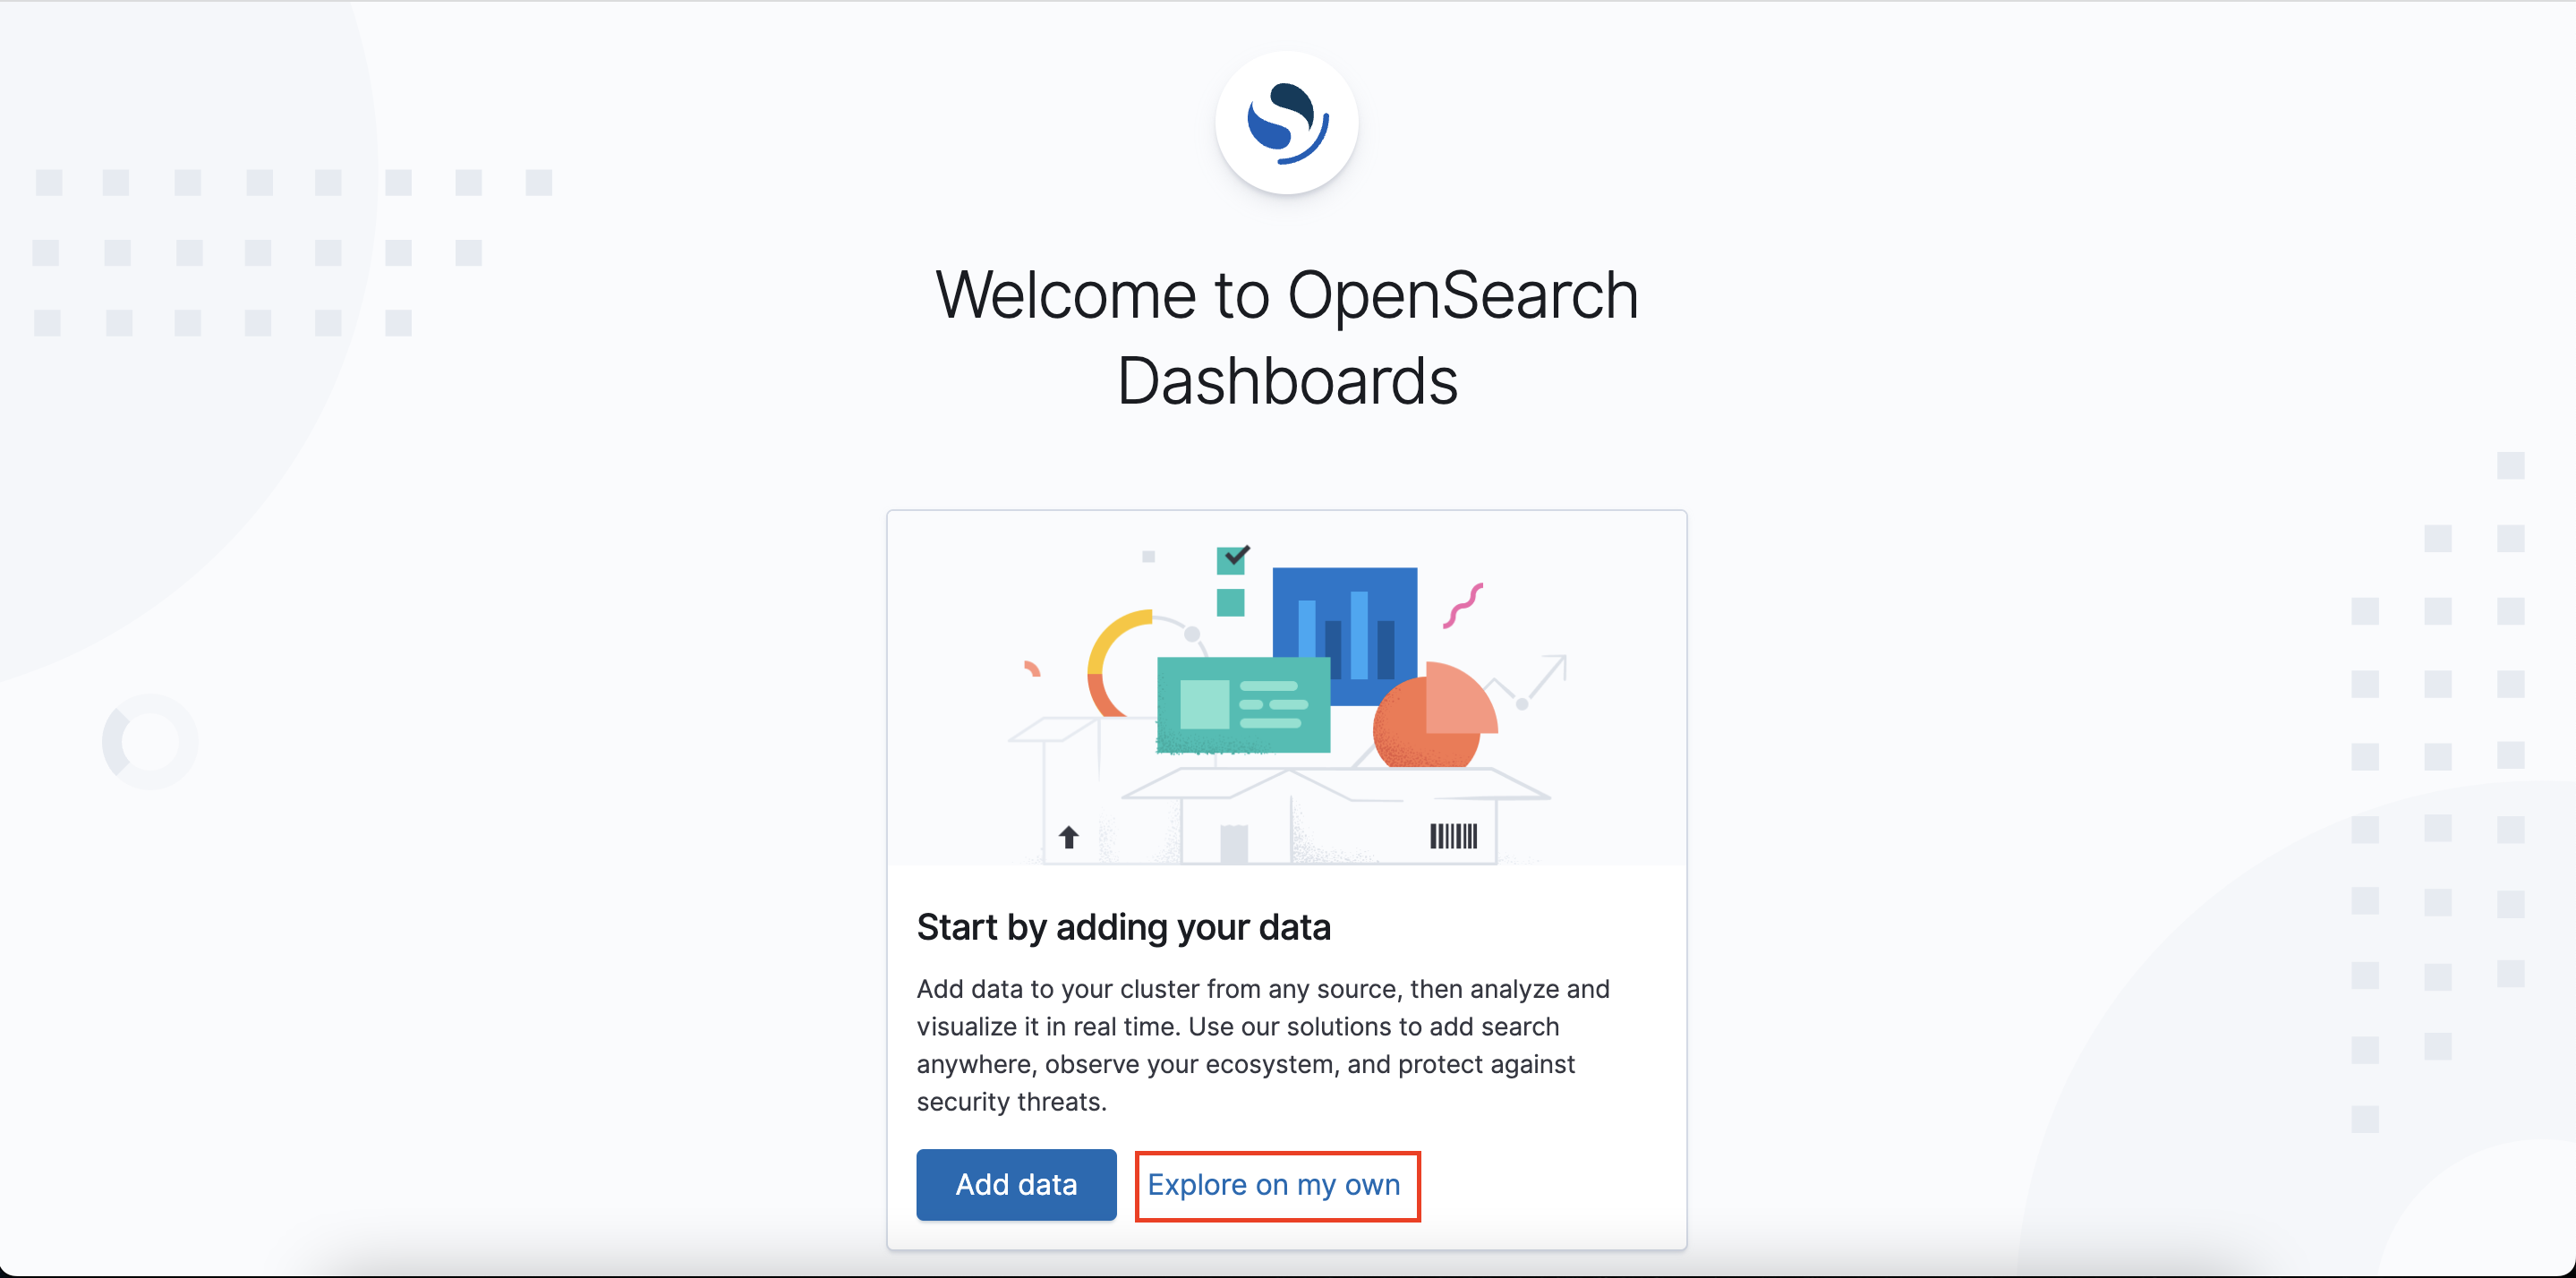 Welcome to OpenSearch
Dashboards
Start by adding your data
Add data to your cluster from any source, then analyze and
visualize it in real time. Use our solutions to add search
anywhere, observe your ecosystem, and protect against
security threats.
Add data
Explore on my own